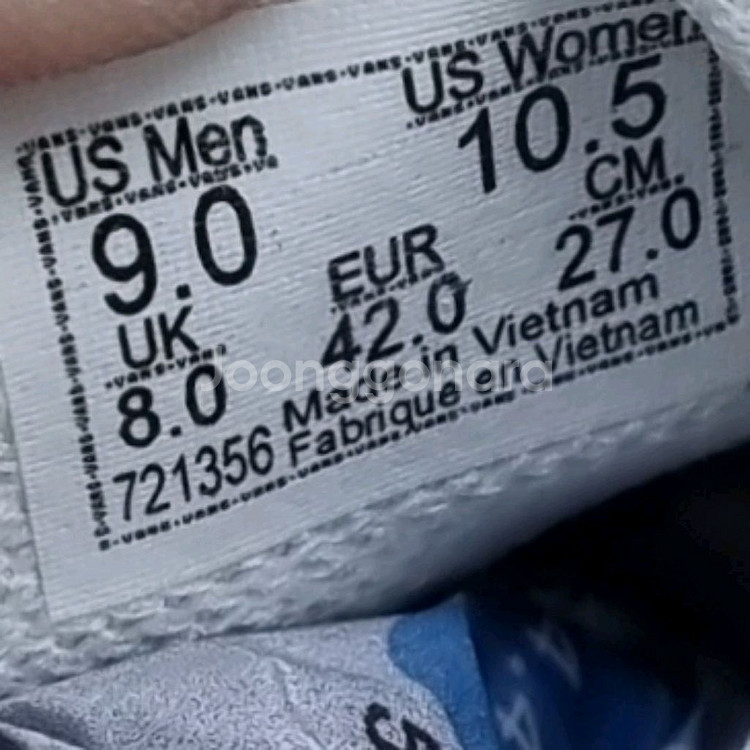 US Men
US Women
9.0
10.5
UK
EUR
CM
8.0
42.0
27.0
Made in Vietnam
721356 Fabrique en Vietnam
Joonggonara